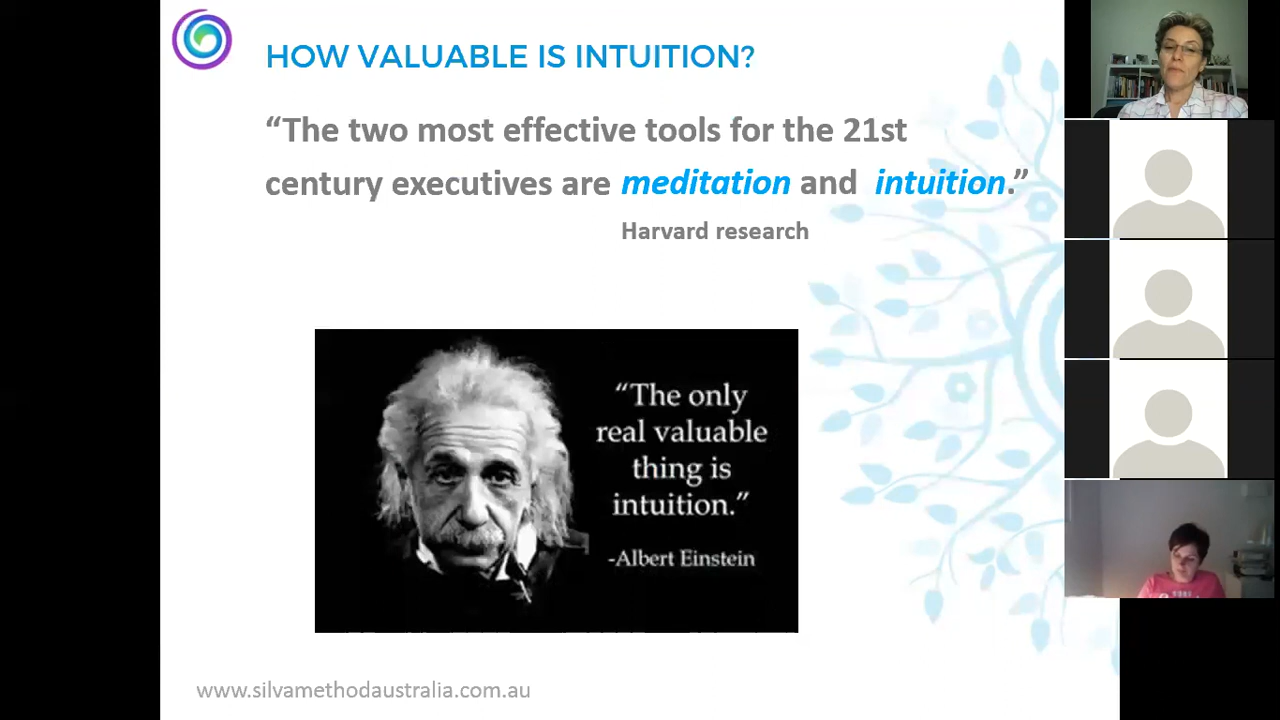 HOW VALUABLE IS INTUITION?
“The two most effective tools for the 21st
century executives are meditation and intuition.”
Harvard research
“The only
real valuable
thing is
intuition.”
-Albert Einstein
www.silvamethodaustralia.com.au